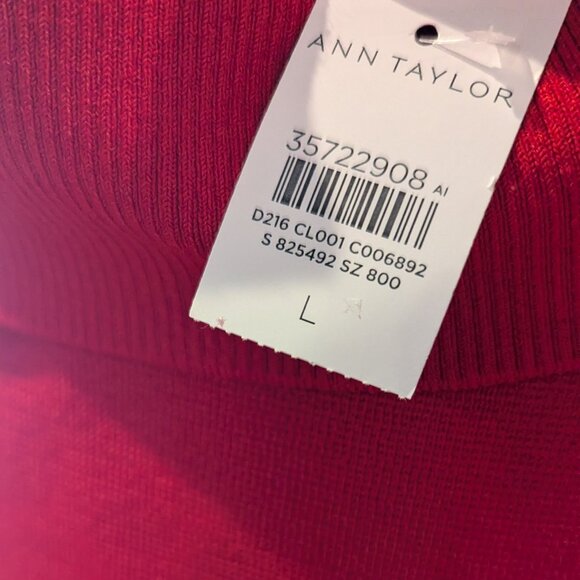 ANN TAYLOR
35722908 AI
D216 CL001 C006892
S 825492 SZ 800
L